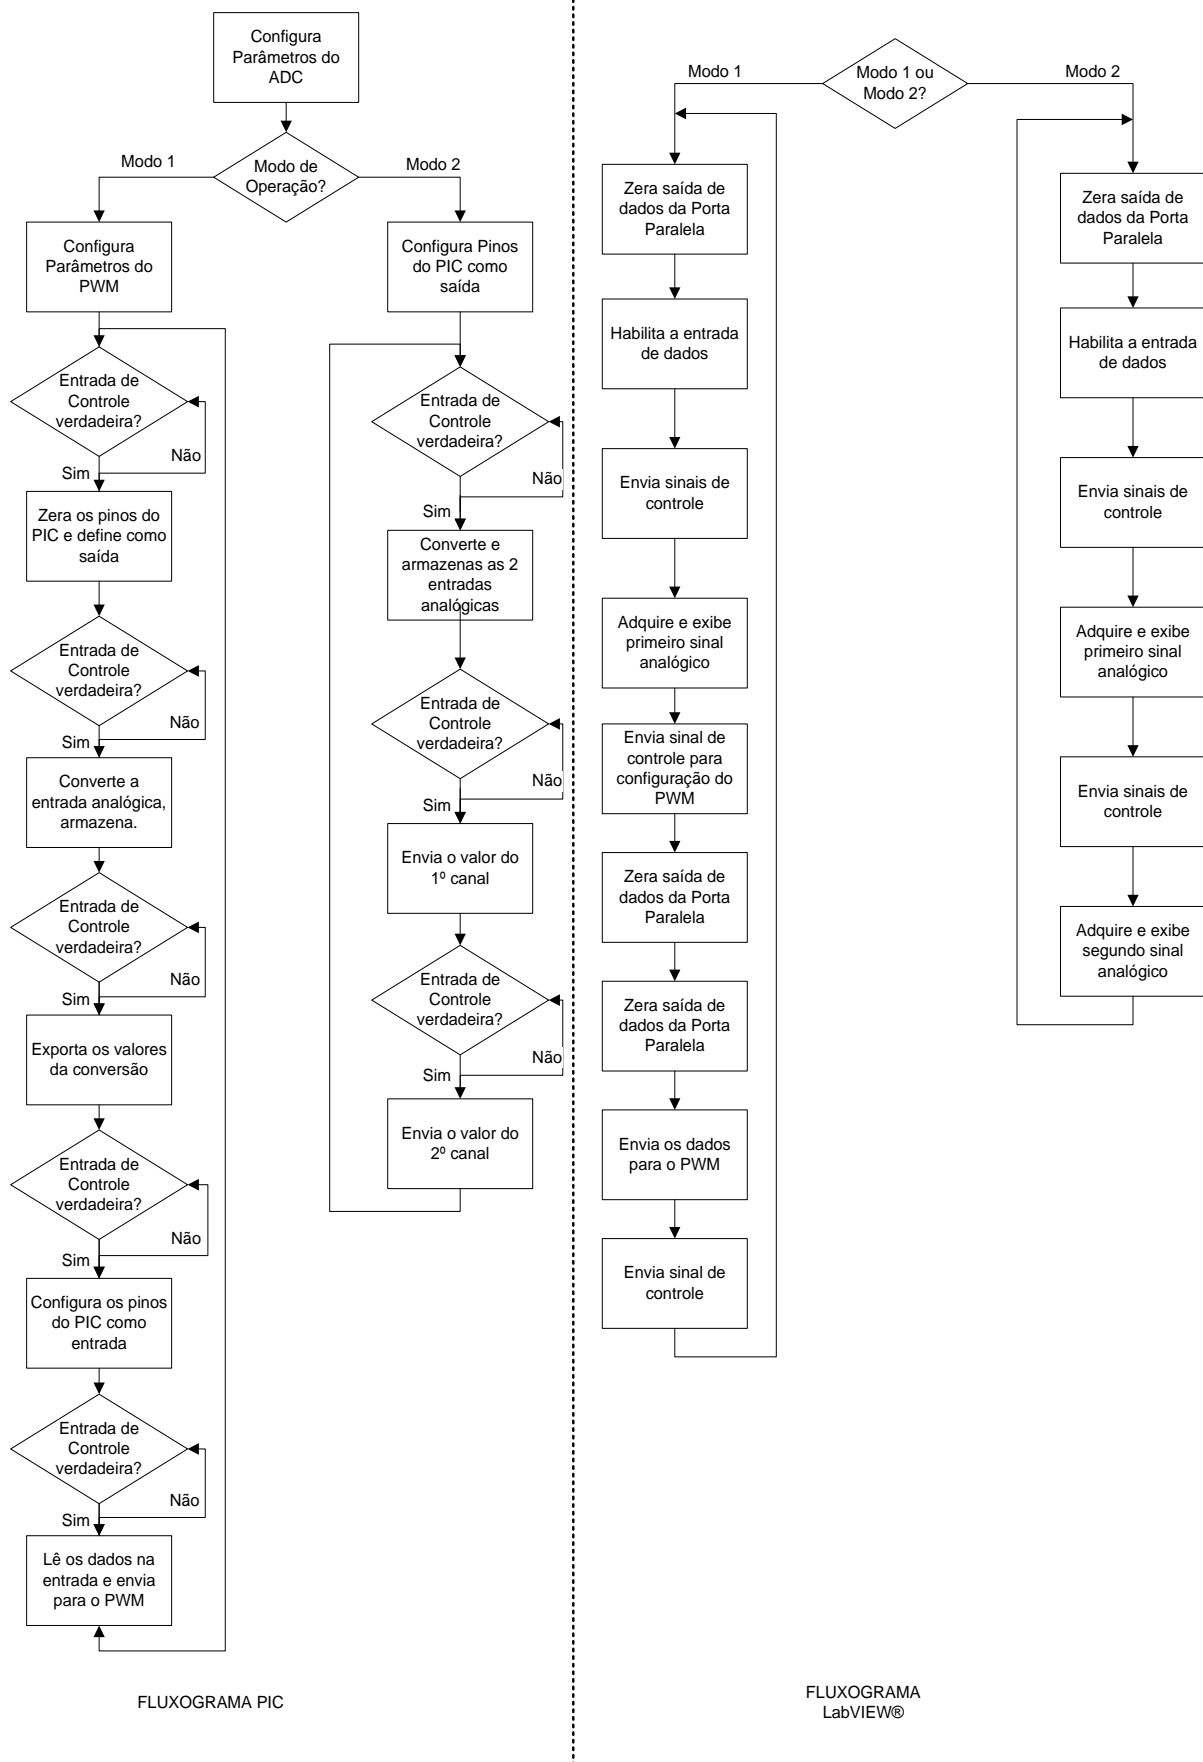 Configura
Parâmetros do
ADC
Modo de
Operação?
Modo 1
Modo 2
Configura
Parâmetros do
PWM
Entrada de
Controle
verdadeira?
Não
Sim
Zera os pinos do
PIC e define como
saída
Entrada de
Controle
verdadeira?
Não
Sim
Converte a
entrada analógica,
armazena.
Entrada de
Controle
verdadeira?
Não
Sim
Exporta os valores
da conversão
Entrada de
Controle
verdadeira?
Não
Sim
Configura os pinos
do PIC como
entrada
Entrada de
Controle
verdadeira?
Não
Sim
Lê os dados na
entrada e envia
para o PWM
Configura Pinos
do PIC como
saída
Entrada de
Controle
verdadeira?
Não
Sim
Converte e
armazenas as 2
entradas
analógicas
Entrada de
Controle
verdadeira?
Não
Sim
Envia o valor do
1º canal
Entrada de
Controle
verdadeira?
Não
Sim
Envia o valor do
2º canal
FLUXOGRAMA PIC
Modo 1 ou
Modo 2?
Modo 1
Modo 2
Zera saída de
dados da Porta
Paralela
Habilita a entrada
de dados
Envia sinais de
controle
Adquire e exibe
primeiro sinal
analógico
Envia sinal de
controle para
configuração do
PWM
Zera saída de
dados da Porta
Paralela
Zera saída de
dados da Porta
Paralela
Envia os dados
para o PWM
Envia sinal de
controle
Zera saída de
dados da Porta
Paralela
Habilita a entrada
de dados
Envia sinais de
controle
Adquire e exibe
primeiro sinal
analógico
Envia sinais de
controle
Adquire e exibe
segundo sinal
analógico
FLUXOGRAMA
LabVIEW®